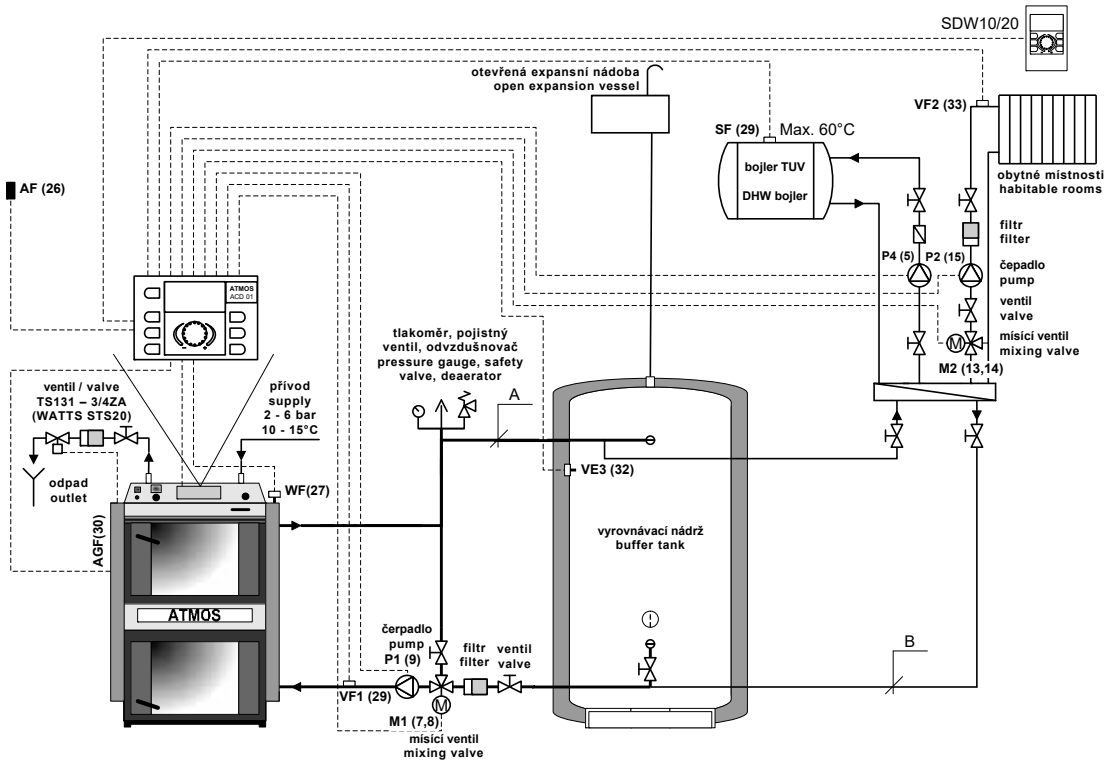 SDW10/20
otevřená expansní nádoba
open expansion vessel
VF2 (33)
SF (29)
Max. 60°C
bojler TUV
DHW bojler
obytné místnosti
habitable rooms
AF (26)
filtr
filter
P4 (5)
P2 (15)
čepadlo
pump
ATMOS
ACD 01
ventil
valve
tlakoměr, pojistný
ventil, odvzdušnovač
pressure gauge, safety
valve, deaerator
M
mísící ventil
mixing valve
M2 (13,14)
ventil / valve
TS131 – 3/4ZA
(WATTS STS20)
přívod
supply
2 - 6 bar
10 - 15°C
A
VE3 (32)
odpad
outlet
WF(27)
AGF(30)
vyrovnávací nádrž
buffer tank
ATMOS
čerpadlo
pump
P1 (9)
filtr
filter
ventil
valve
B
VF1 (29)
M
M1 (7,8)
mísící ventil
mixing valve